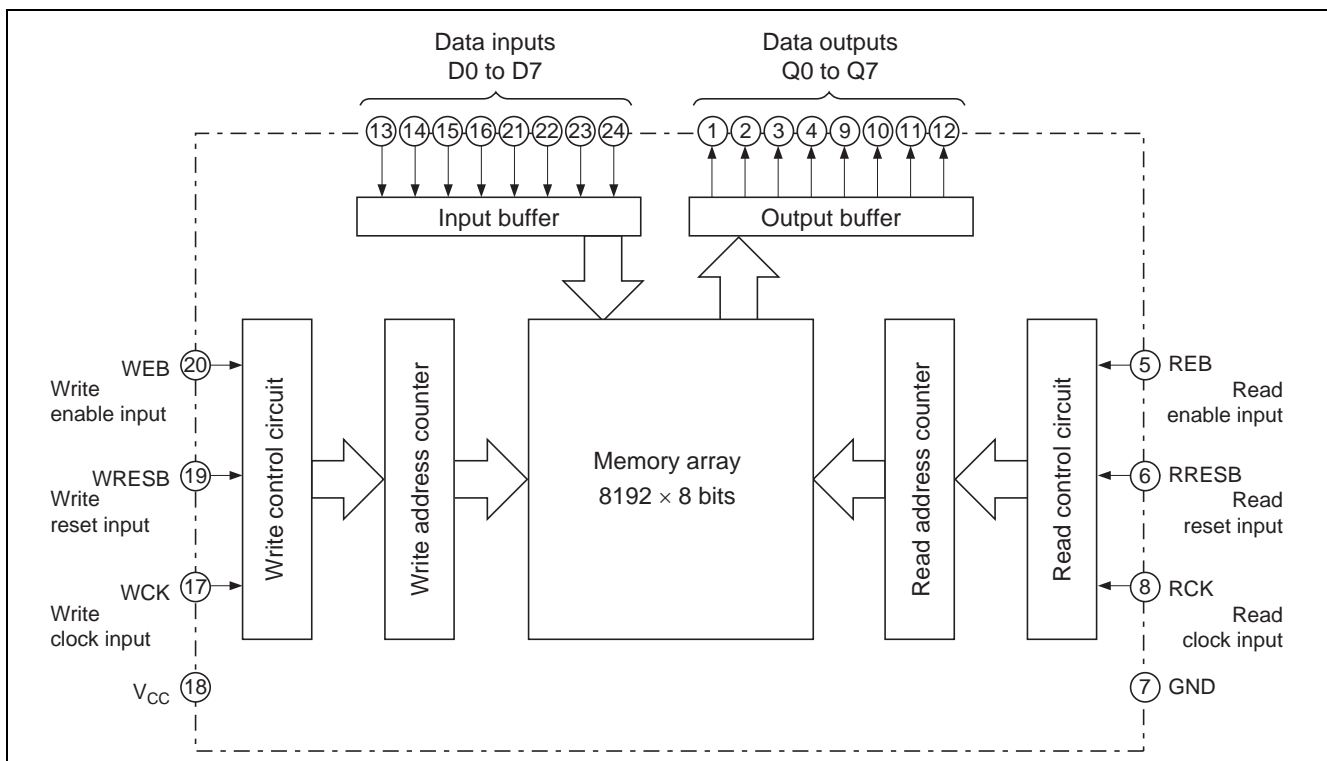 Data inputs
D0 to D7
Data outputs
Q0 to Q7
13 14 15 16 21 22 23 24
1 2 3 4 9 10 11 12
Input buffer
Output buffer
WEB 20
Write
enable input
WRESB 19
Write
reset input
WCK 17
Write
clock input
VCC 18
Write control circuit
Write address counter
Memory array
8192 × 8 bits
Read address counter
Read control circuit
5 REB
Read
enable input
6 RRESB
Read
reset input
8 RCK
Read
clock input
7 GND